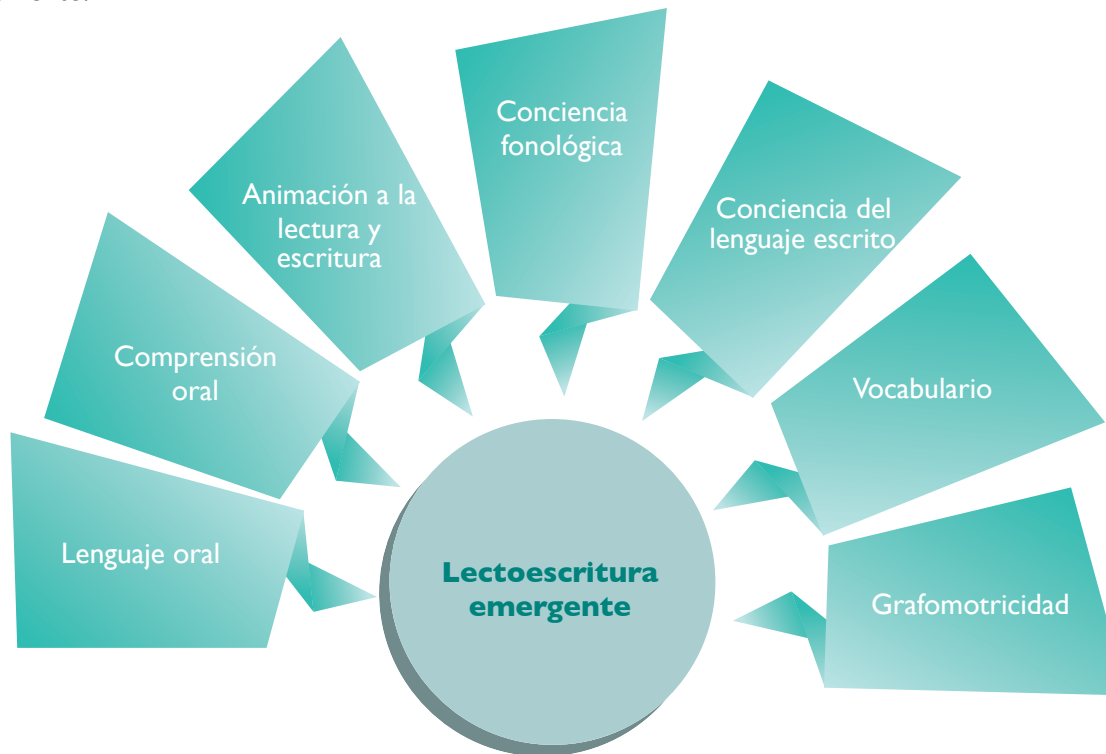 Conciencia
fonológica
Animación a la
lectura y
escritura
Conciencia del
lenguaje escrito
Comprensión
oral
Vocabulario
Lenguaje oral
Lectoescritura
emergente
Grafomotricidad